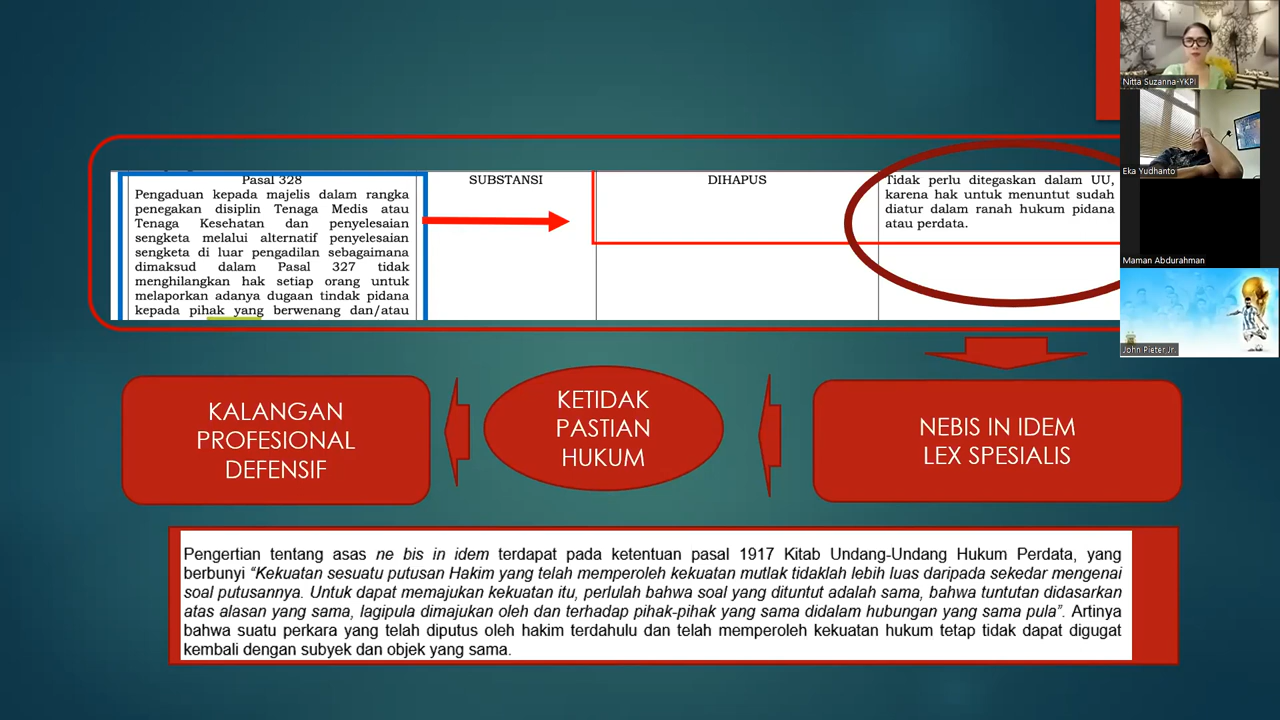 Pasal 328
Pengaduan kepada majelis dalam rangka
penegakan disiplin Tenaga Medis atau
Tenaga Kesehatan dan penyelesaian
sengketa melalui alternatif penyelesaian
sengketa di luar pengadilan sebagaimana
dimaksud dalam Pasal 327 tidak
menghilangkan hak setiap orang untuk
melaporkan adanya dugaan tindak pidana
kepada pihak yang berwenang dan/atau
SUBSTANSI
DIHAPUS
Tidak perlu ditegaskan dalam UU,
karena hak untuk menuntut sudah
diatur dalam ranah hukum pidana
atau perdata.
Nitta Suzanna-YKPI
Eka Yudhanto
Maman Abdurahman
John Pieter Jr.
KALANGAN
PROFESIONAL
DEFENSIF
KETIDAK
PASTIAN
HUKUM
NEBIS IN IDEM
LEX SPESIALIS
Pengertian tentang asas ne bis in idem terdapat pada ketentuan pasal 1917 Kitab Undang-Undang Hukum Perdata, yang
berbunyi “Kekuatan sesuatu putusan Hakim yang telah memperoleh kekuatan mutlak tidaklah lebih luas daripada sekedar mengenai
soal putusannya. Untuk dapat memajukan kekuatan itu, perlulah bahwa soal yang dituntut adalah sama, bahwa tuntutan didasarkan
atas alasan yang sama, lagipula dimajukan oleh dan terhadap pihak-pihak yang sama didalam hubungan yang sama pula”. Artinya
bahwa suatu perkara yang telah diputus oleh hakim terdahulu dan telah memperoleh kekuatan hukum tetap tidak dapat digugat
kembali dengan subyek dan objek yang sama.